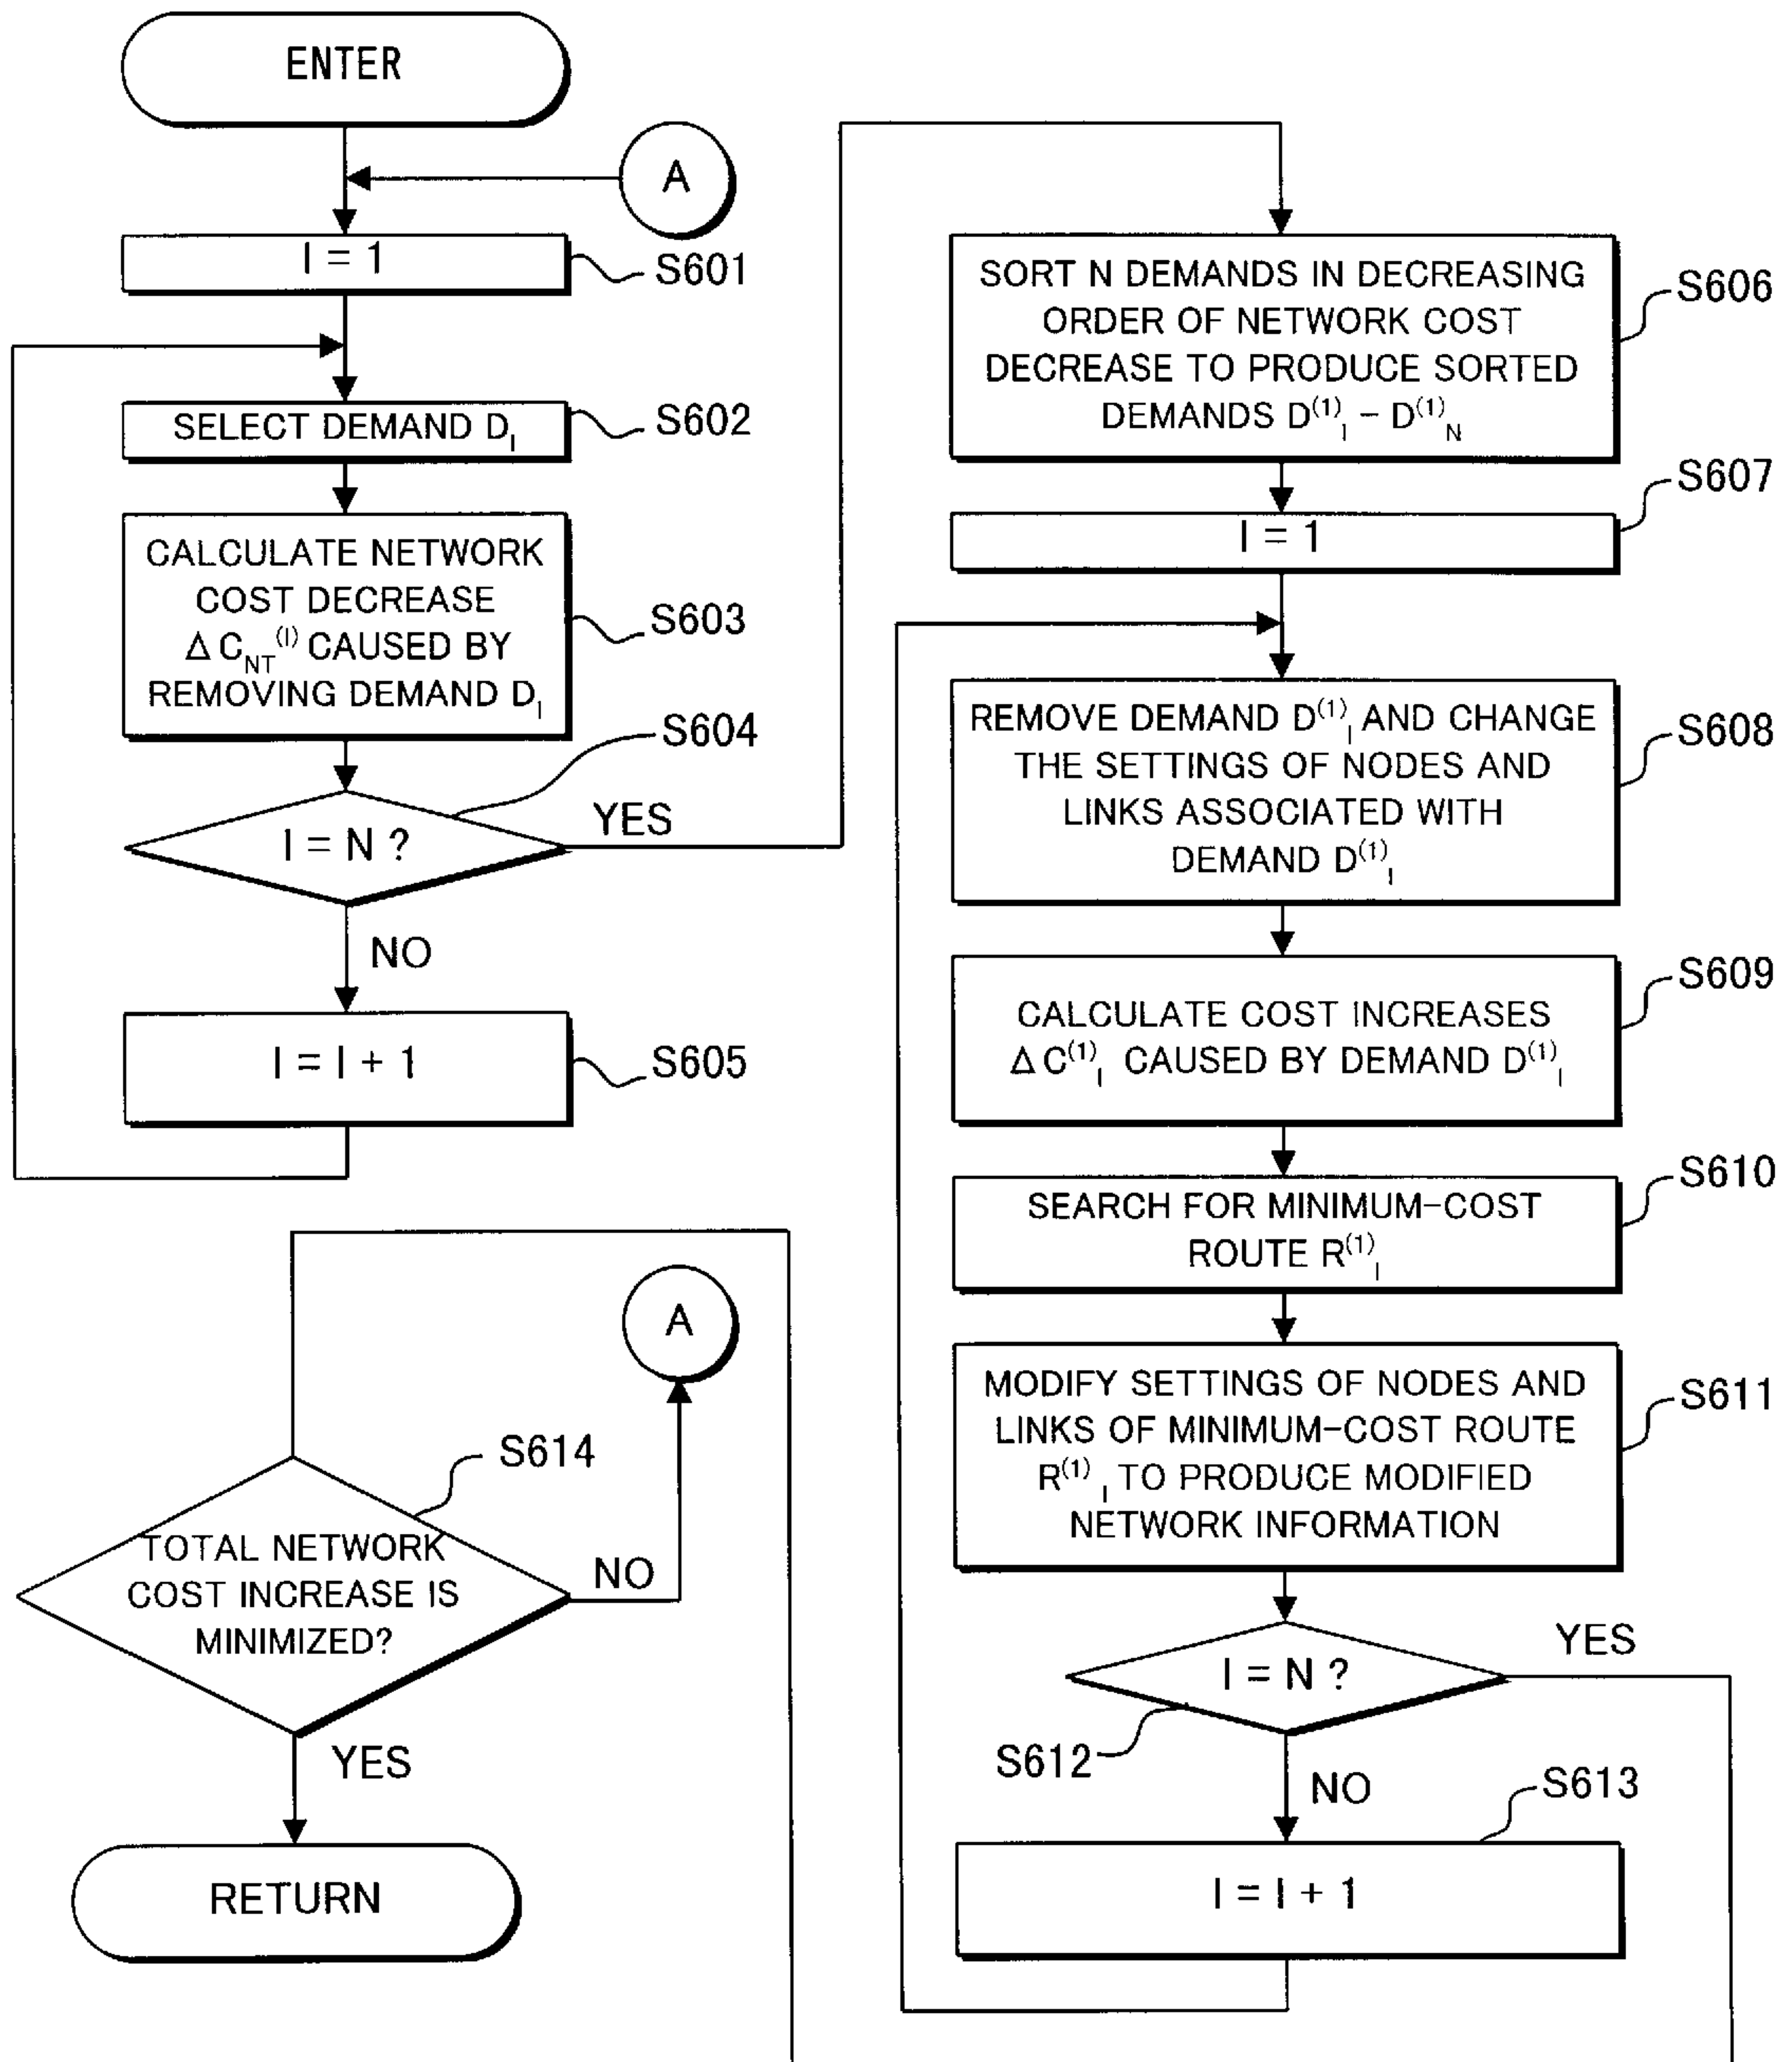 ENTER
A
I = 1
S601
SELECT DEMAND D_I
S602
CALCULATE NETWORK
COST DECREASE
Δ C_NT^(I) CAUSED BY
REMOVING DEMAND D_I
S603
S604
I = N ?
YES
NO
I = I + 1
S605
SORT N DEMANDS IN DECREASING
ORDER OF NETWORK COST
DECREASE TO PRODUCE SORTED
DEMANDS D^(1)_I – D^(1)_N
S606
S607
I = 1
REMOVE DEMAND D^(1)_I AND CHANGE
THE SETTINGS OF NODES AND
LINKS ASSOCIATED WITH
DEMAND D^(1)_I
S608
CALCULATE COST INCREASES
Δ C^(1)_I CAUSED BY DEMAND D^(1)_I
S609
SEARCH FOR MINIMUM-COST
ROUTE R^(1)_I
S610
MODIFY SETTINGS OF NODES AND
LINKS OF MINIMUM-COST ROUTE
R^(1)_I TO PRODUCE MODIFIED
NETWORK INFORMATION
S611
I = N ?
YES
S612
NO
S613
I = I + 1
A
S614
TOTAL NETWORK
COST INCREASE IS
MINIMIZED?
NO
YES
RETURN